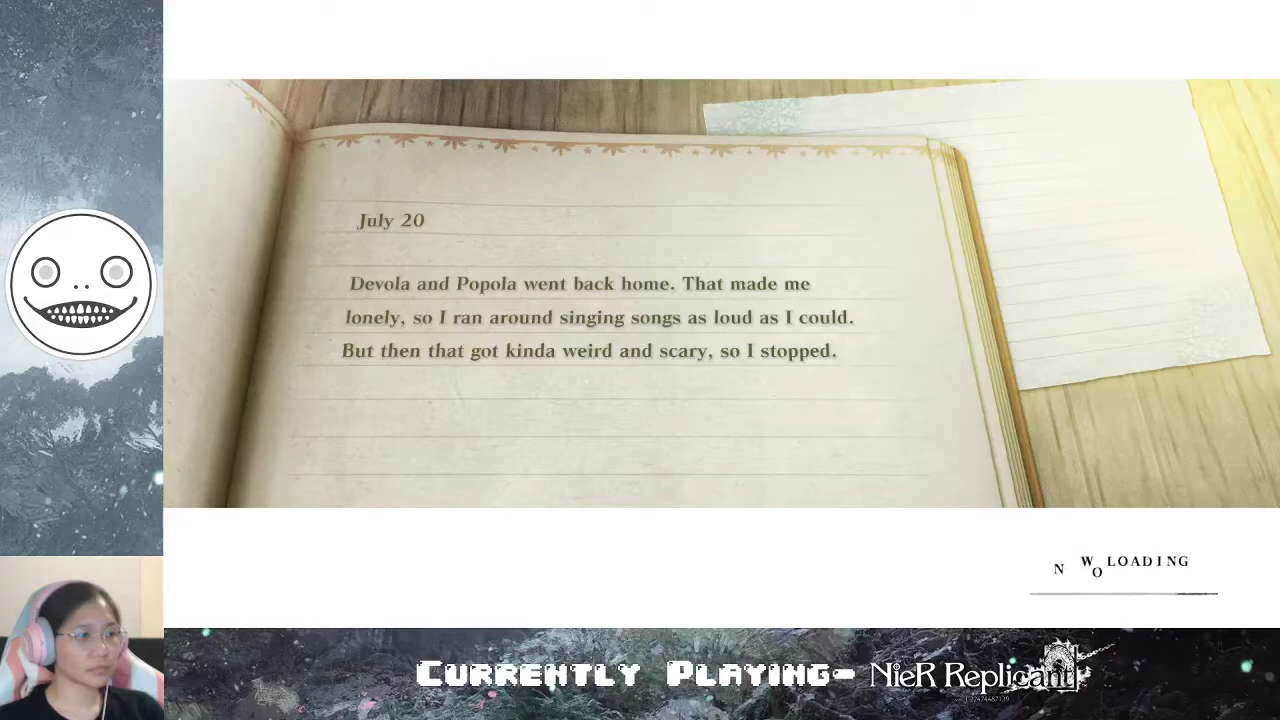 July 20
Devola and Popola went back home. That made me
lonely, so I ran around singing songs as loud as I could.
But then that got kinda weird and scary, so I stopped.
NOW LOADING
CURRENTLY PLAYING- NieR Replicant